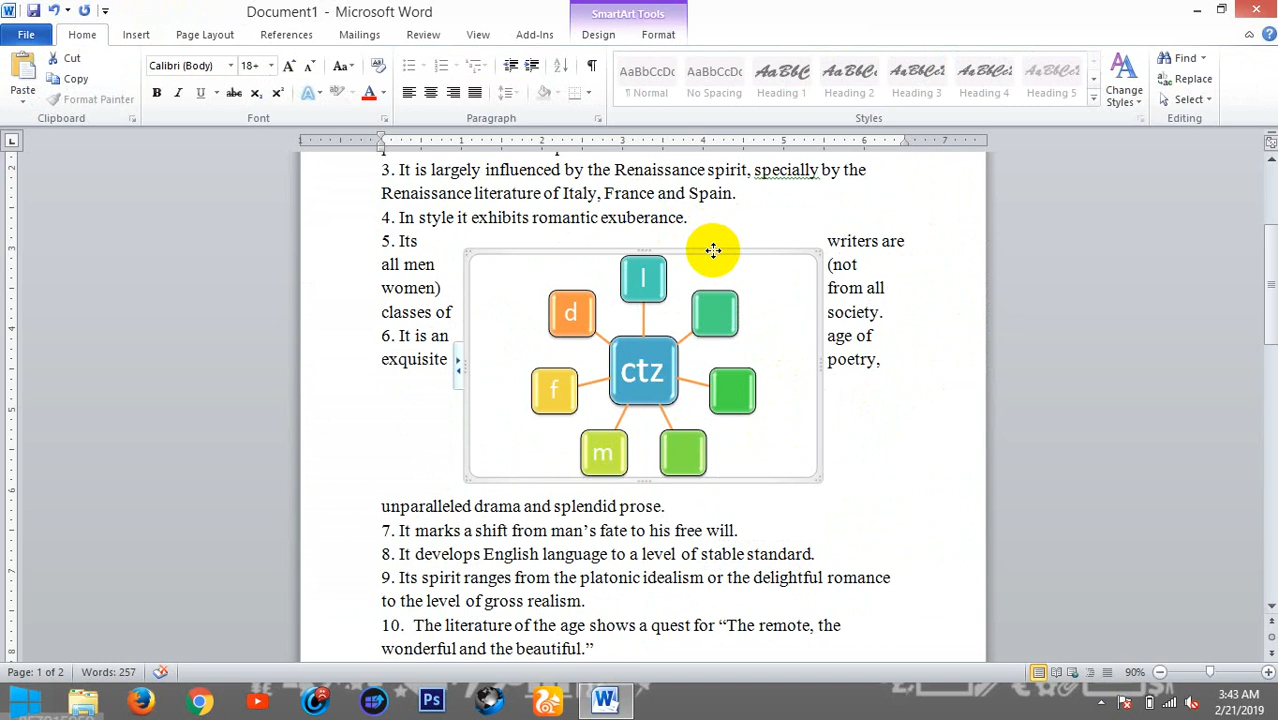 Document1 - Microsoft Word
SmartArt Tools
File Home Insert Page Layout References Mailings Review View Add-Ins Design Format
Paste
Cut
Copy
Format Painter
Clipboard
Calibri (Body) 18+
Font
Paragraph
AaBbCcDc AaBbCcDc AaBbC AaBbCc AaBbC AaBbCc AaBbCc
¶ Normal No Spacing Heading 1 Heading 2 Heading 3 Heading 4 Heading 5
Styles
Change Styles
Find
Replace
Select
Editing
3. It is largely influenced by the Renaissance spirit, specially by the
Renaissance literature of Italy, France and Spain.
4. In style it exhibits romantic exuberance.
5. Its writers are
all men (not
women) from all
classes of society.
6. It is an age of
exquisite poetry,
l
d
ctz
f
m
unparalleled drama and splendid prose.
7. It marks a shift from man’s fate to his free will.
8. It develops English language to a level of stable standard.
9. Its spirit ranges from the platonic idealism or the delightful romance
to the level of gross realism.
10. The literature of the age shows a quest for “The remote, the
wonderful and the beautiful.”
Page: 1 of 2 Words: 257 90%
3:43 AM
2/21/2019